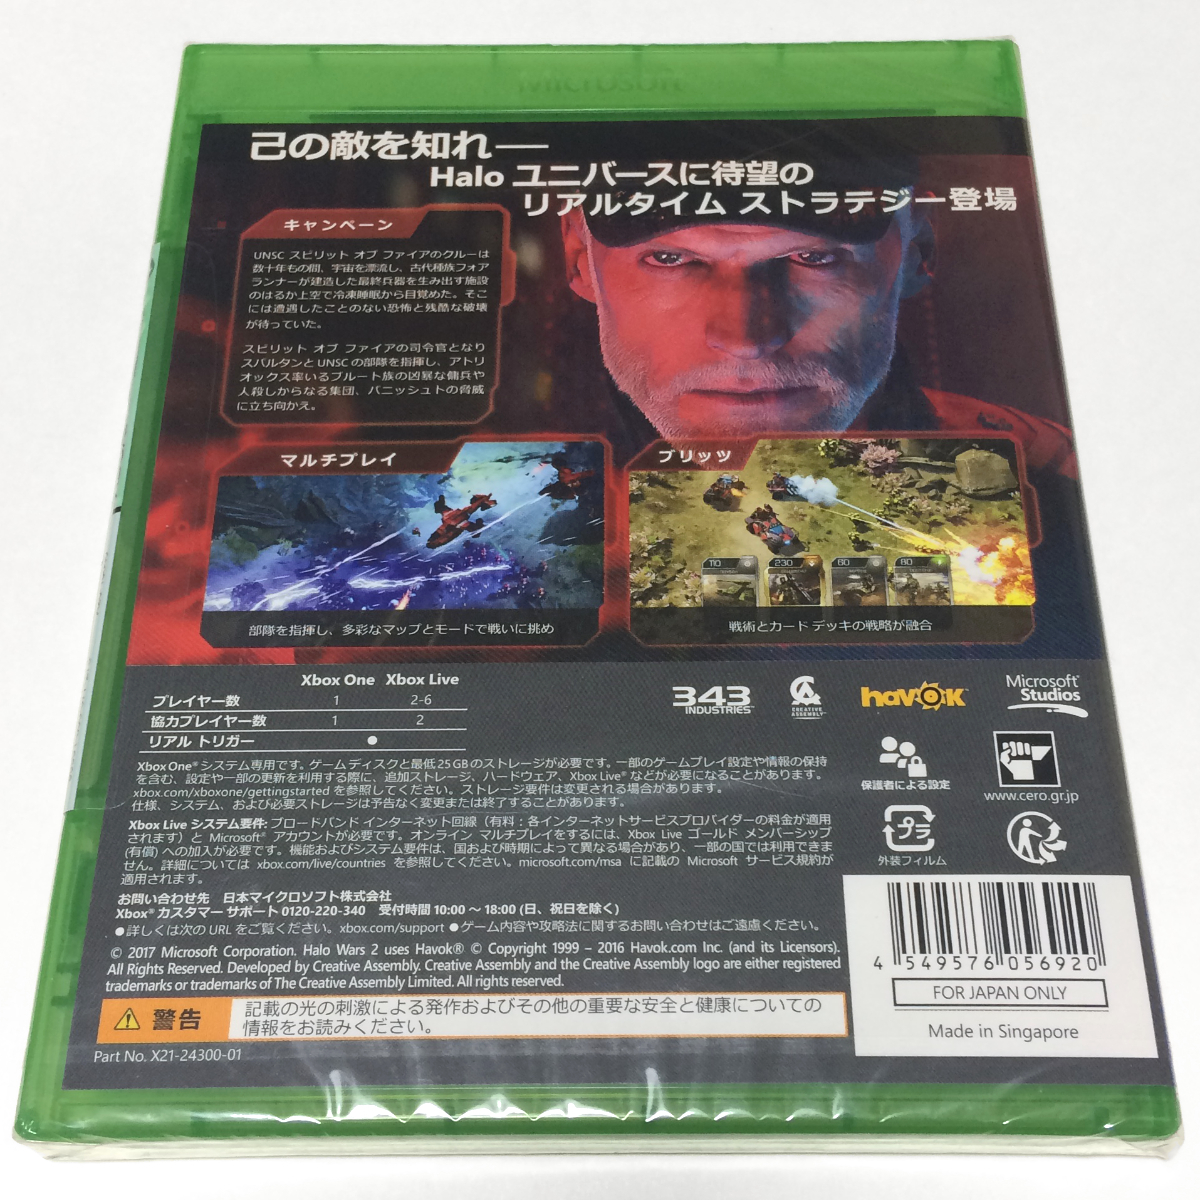 己の敵を知れ―
Halo ユニバースに待望の
リアルタイム ストラテジー登場
キャンペーン
UNSC スピリット オブ ファイアのクルーは
数十年もの間、宇宙を漂流し、古代種族フォア
ランナーが建造した最終兵器を生み出す施設
のはるか上空で冷凍睡眠から目覚めた。そこ
には遭遇したことのない恐怖と残酷な破壊
が待っていた。
スピリット オブ ファイアの司令官となり
スパルタンと UNSC の部隊を指揮し、アトリ
オックス率いるブルート族の凶暴な傭兵や
人殺しからなる集団、バニッシュトの脅威
に立ち向かえ。
マルチプレイ
部隊を指揮し、多彩なマップとモードで戦いに挑め
ブリッツ
110 230 60 80
戦術とカード デッキの戦略が融合
Xbox One Xbox Live
プレイヤー数 1 2-6
協力プレイヤー数 1 2
リアル トリガー ●
343 INDUSTRIES
CREATIVE ASSEMBLY
havok
Microsoft Studios
Xbox One® システム専用です。ゲームディスクと最低 25 GB のストレージが必要です。一部のゲームプレイ設定や情報の保持
を含む、設定や一部の更新を利用する際に、追加ストレージ、ハードウェア、Xbox Live® などが必要になることがあります。
xbox.com/xboxone/gettingstarted を参照してください。ストレージ要件は変更される場合があります。
仕様、システム、および必要ストレージは予告なく変更または終了することがあります。
保護者による設定
www.cero.gr.jp
Xbox Live システム要件: ブロードバンド インターネット回線（有料：各インターネットサービスプロバイダーの料金が適用
されます）と Microsoft® アカウントが必要です。オンライン マルチプレイをするには、Xbox Live ゴールド メンバーシップ
(有償) への加入が必要です。機能およびシステム要件は、国および時期によって異なる場合があり、一部の国では利用できま
せん。詳細については xbox.com/live/countries を参照してください。microsoft.com/msa に記載の Microsoft サービス規約が
適用されます。
プラ
外装フィルム
お問い合わせ先 日本マイクロソフト株式会社
Xbox® カスタマー サポート 0120-220-340 受付時間 10:00 ～ 18:00 (日、祝日を除く)
●詳しくは次の URL をご覧ください。xbox.com/support ●ゲーム内容や攻略法に関するお問い合わせはご遠慮ください。
© 2017 Microsoft Corporation. Halo Wars 2 uses Havok® © Copyright 1999 – 2016 Havok.com Inc. (and its Licensors).
All Rights Reserved. Developed by Creative Assembly. Creative Assembly and the Creative Assembly logo are either registered
trademarks or trademarks of The Creative Assembly Limited. All rights reserved.
警告
記載の光の刺激による発作およびその他の重要な安全と健康についての
情報をお読みください。
Part No. X21-24300-01
4 549576 056920
FOR JAPAN ONLY
Made in Singapore